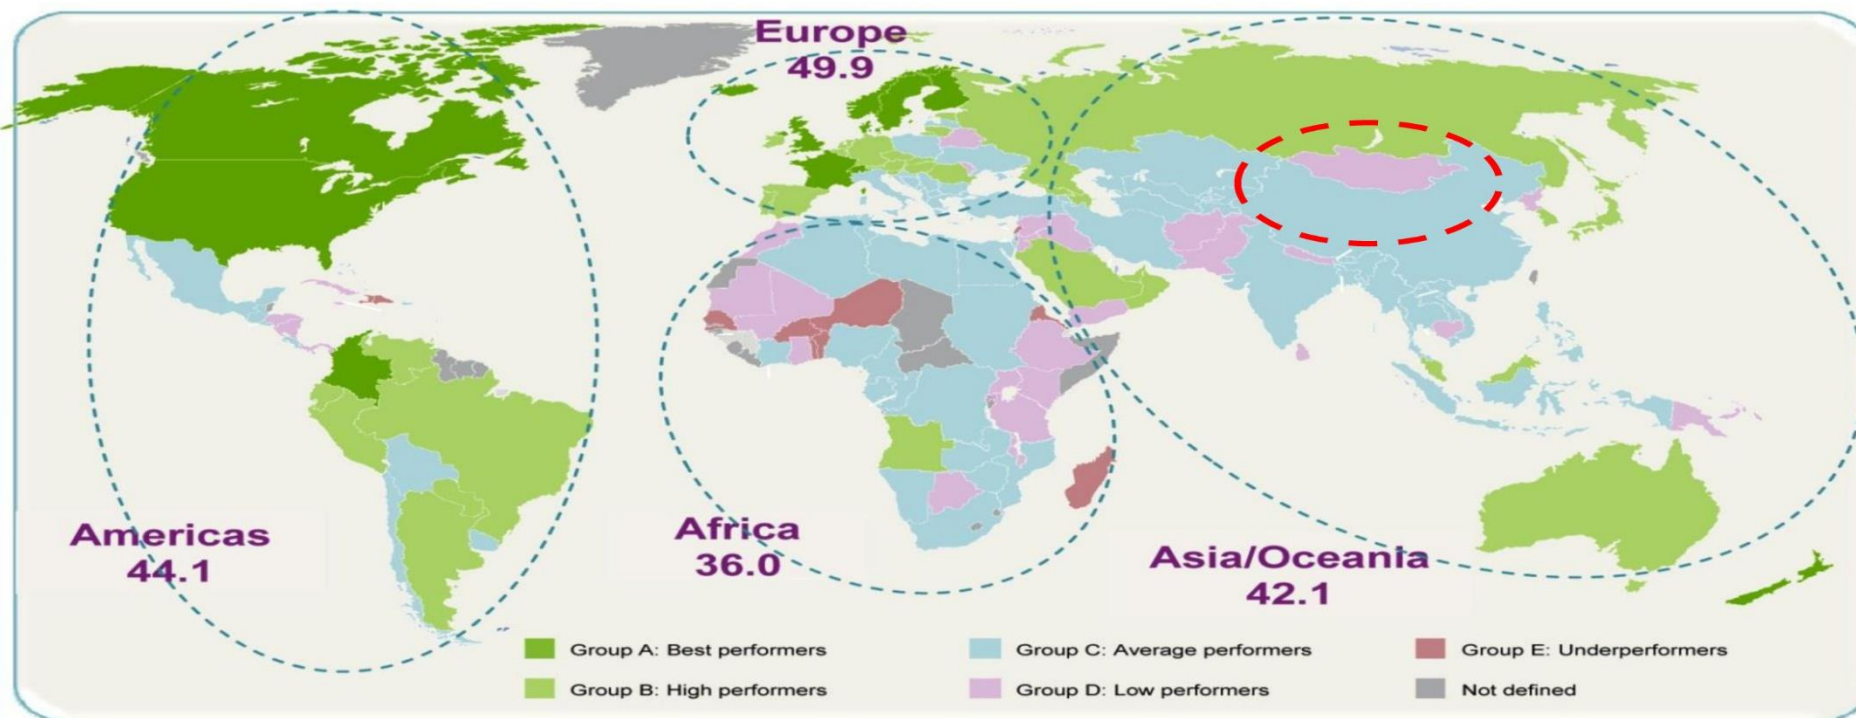 Europe
49.9
Americas
44.1
Africa
36.0
Asia/Oceania
42.1
Group A: Best performers
Group B: High performers
Group C: Average performers
Group D: Low performers
Group E: Underperformers
Not defined